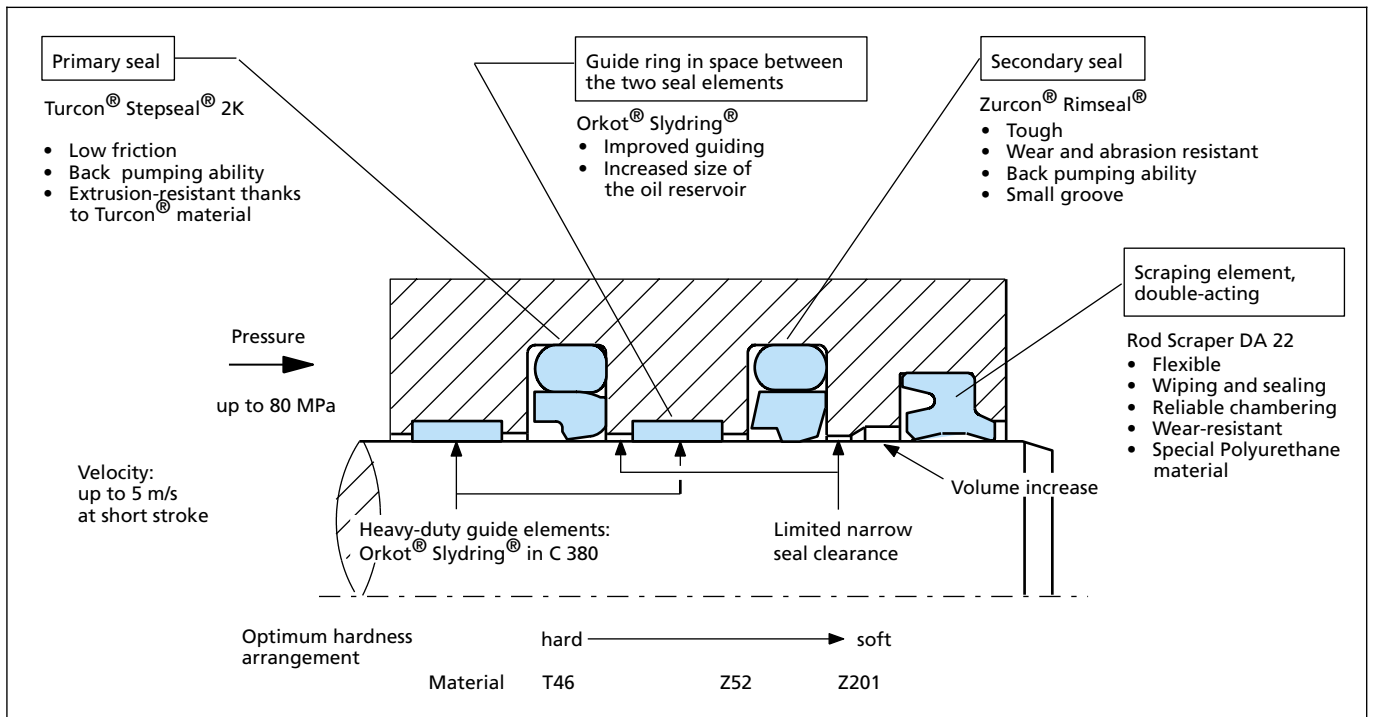 Primary seal
Turcon® Stepseal® 2K
• Low friction
• Back pumping ability
• Extrusion-resistant thanks
to Turcon® material
Guide ring in space between
the two seal elements
Orkot® Slydring®
• Improved guiding
• Increased size of
the oil reservoir
Secondary seal
Zurcon® Rimseal®
• Tough
• Wear and abrasion resistant
• Back pumping ability
• Small groove
Scraping element,
double-acting
Rod Scraper DA 22
• Flexible
• Wiping and sealing
• Reliable chambering
• Wear-resistant
• Special Polyurethane
material
Pressure
up to 80 MPa
Velocity:
up to 5 m/s
at short stroke
Heavy-duty guide elements:
Orkot® Slydring® in C 380
Limited narrow
seal clearance
Volume increase
Optimum hardness
arrangement
hard soft
Material T46 Z52 Z201